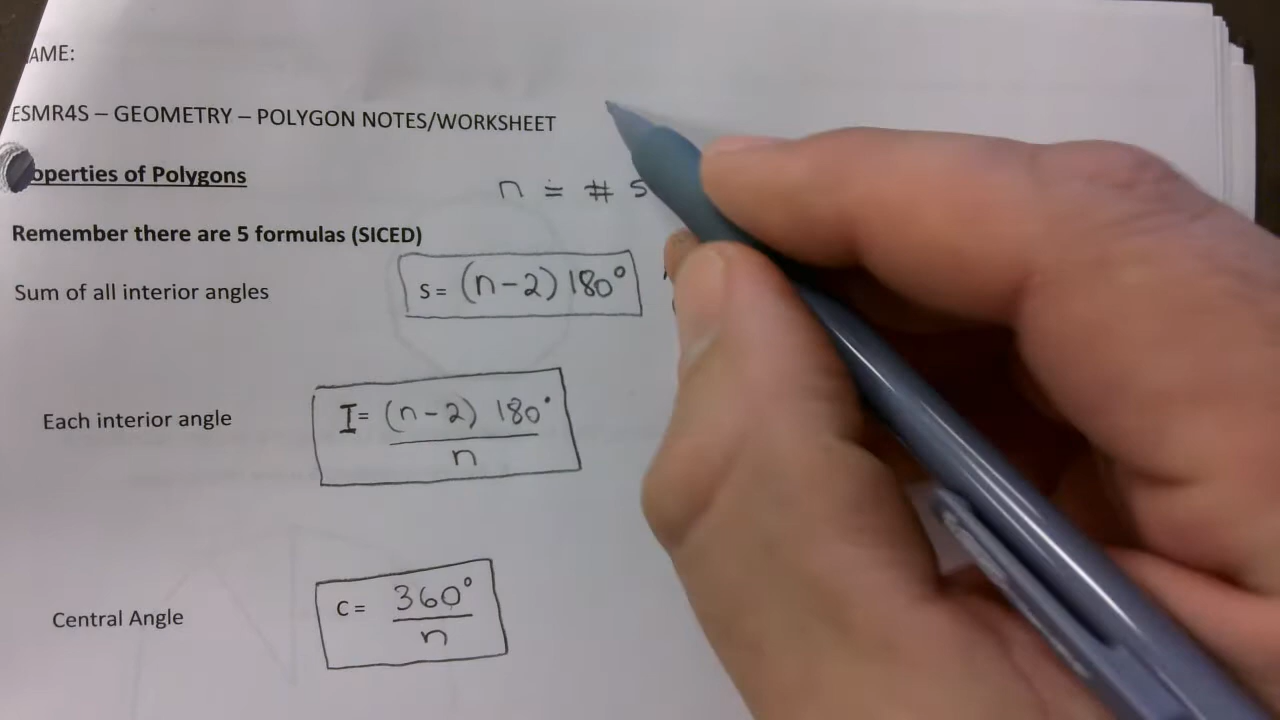 AME:
ESMR4S – GEOMETRY – POLYGON NOTES/WORKSHEET
operties of Polygons
n = # s
Remember there are 5 formulas (SICED)
Sum of all interior angles s = (n-2) 180°
Each interior angle I = (n-2) 180°
n
Central Angle C = 360°
n